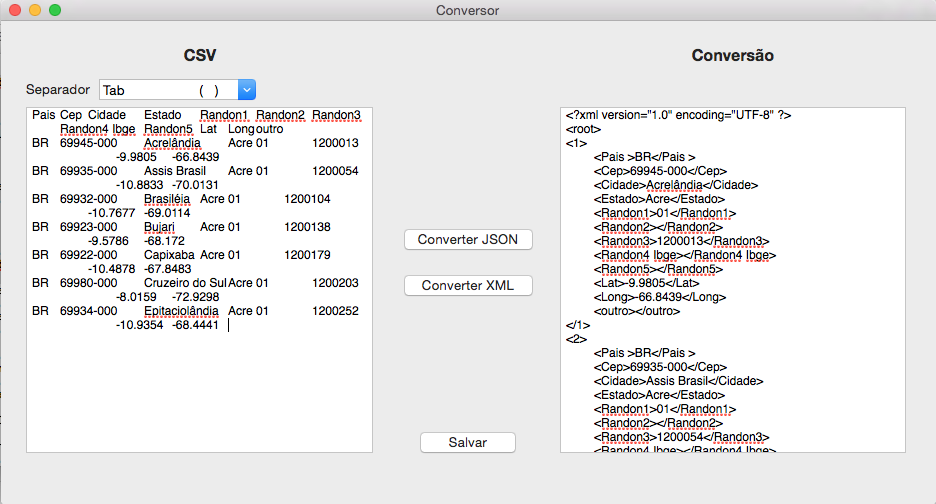 Conversor
CSV
Separador
Tab ( )
Pais Cep Cidade Estado Randon1 Randon2 Randon3
Randon4 Ibge Randon5 Lat Long outro
BR 69945-000 Acrelândia Acre 01 1200013
-9.9805 -66.8439
BR 69935-000 Assis Brasil Acre 01 1200054
-10.8833 -70.0131
BR 69932-000 Brasiléia Acre 01 1200104
-10.7677 -69.0114
BR 69923-000 Bujari Acre 01 1200138
-9.5786 -68.172
BR 69922-000 Capixaba Acre 01 1200179
-10.4878 -67.8483
BR 69980-000 Cruzeiro do Sul Acre 01 1200203
-8.0159 -72.9298
BR 69934-000 Epitaciolândia Acre 01 1200252
-10.9354 -68.4441
Converter JSON
Converter XML
Salvar
Conversão
<?xml version="1.0" encoding="UTF-8" ?>
<root>
<1>
<Pais >BR</Pais >
<Cep>69945-000</Cep>
<Cidade>Acrelândia</Cidade>
<Estado>Acre</Estado>
<Randon1>01</Randon1>
<Randon2></Randon2>
<Randon3>1200013</Randon3>
<Randon4 Ibge></Randon4 Ibge>
<Randon5></Randon5>
<Lat>-9.9805</Lat>
<Long>-66.8439</Long>
<outro></outro>
</1>
<2>
<Pais >BR</Pais >
<Cep>69935-000</Cep>
<Cidade>Assis Brasil</Cidade>
<Estado>Acre</Estado>
<Randon1>01</Randon1>
<Randon2></Randon2>
<Randon3>1200054</Randon3>
<Randon4 Ibge></Randon4 Ibge>